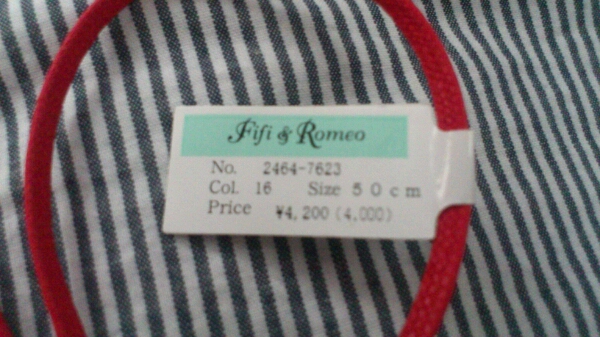 Fifi & Romeo
No. 2464-7623
Col. 16 Size 50cm
Price ¥4,200 (4,000)